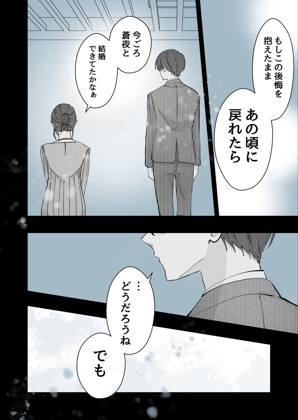 もしこの後悔を
抱えたまま
あの頃に
戻れたら
今ごろ
蒼夜と
結婚
できてたかなぁ
…
どうだろうね
でも